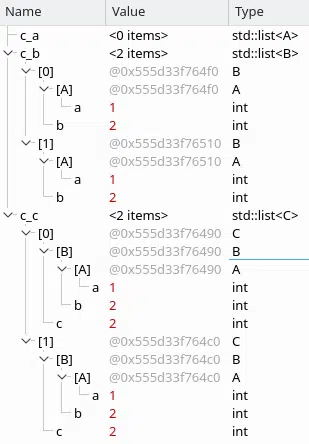 Name Value Type
c_a <0 items> std::list<A>
c_b <2 items> std::list<B>
[0] @0x555d33f764f0 B
[A] @0x555d33f764f0 A
a 1 int
b 2 int
[1] @0x555d33f76510 B
[A] @0x555d33f76510 A
a 1 int
b 2 int
c_c <2 items> std::list<C>
[0] @0x555d33f76490 C
[B] @0x555d33f76490 B
[A] @0x555d33f76490 A
a 1 int
b 2 int
c 2 int
[1] @0x555d33f764c0 C
[B] @0x555d33f764c0 B
[A] @0x555d33f764c0 A
a 1 int
b 2 int
c 2 int